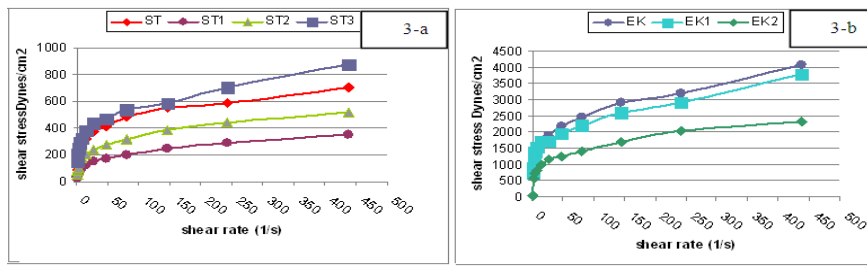 ST ST1 ST2 ST3
3-a
shear stressDynes/cm2
1000
800
600
400
200
0
0 50 100 150 200 250 300 350 400 450 500
shear rate (1/s)
EK EK1 EK2
3-b
shear stress Dynes/cm2
4500
4000
3500
3000
2500
2000
1500
1000
500
0
0 50 100 150 200 250 300 350 400 450 500
shear rate (1/s)